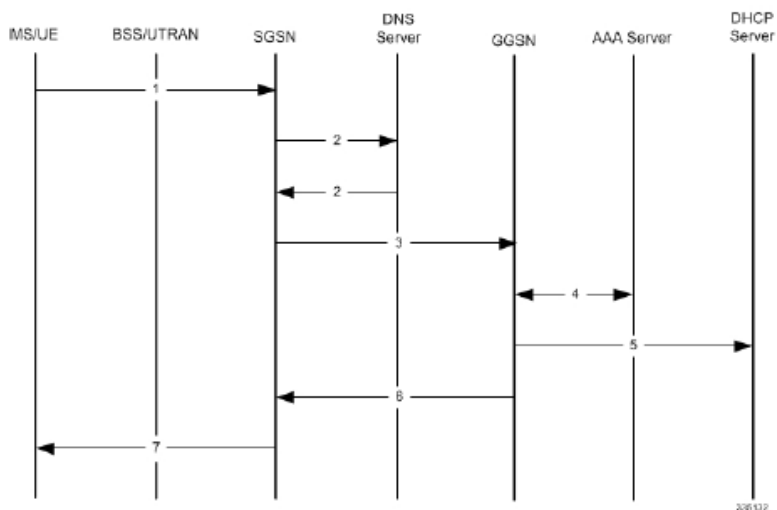 MS/UE
BSS/UTRAN
SGSN
DNS
Server
GGSN
AAA Server
DHCP
Server
1
2
2
3
4
5
6
7